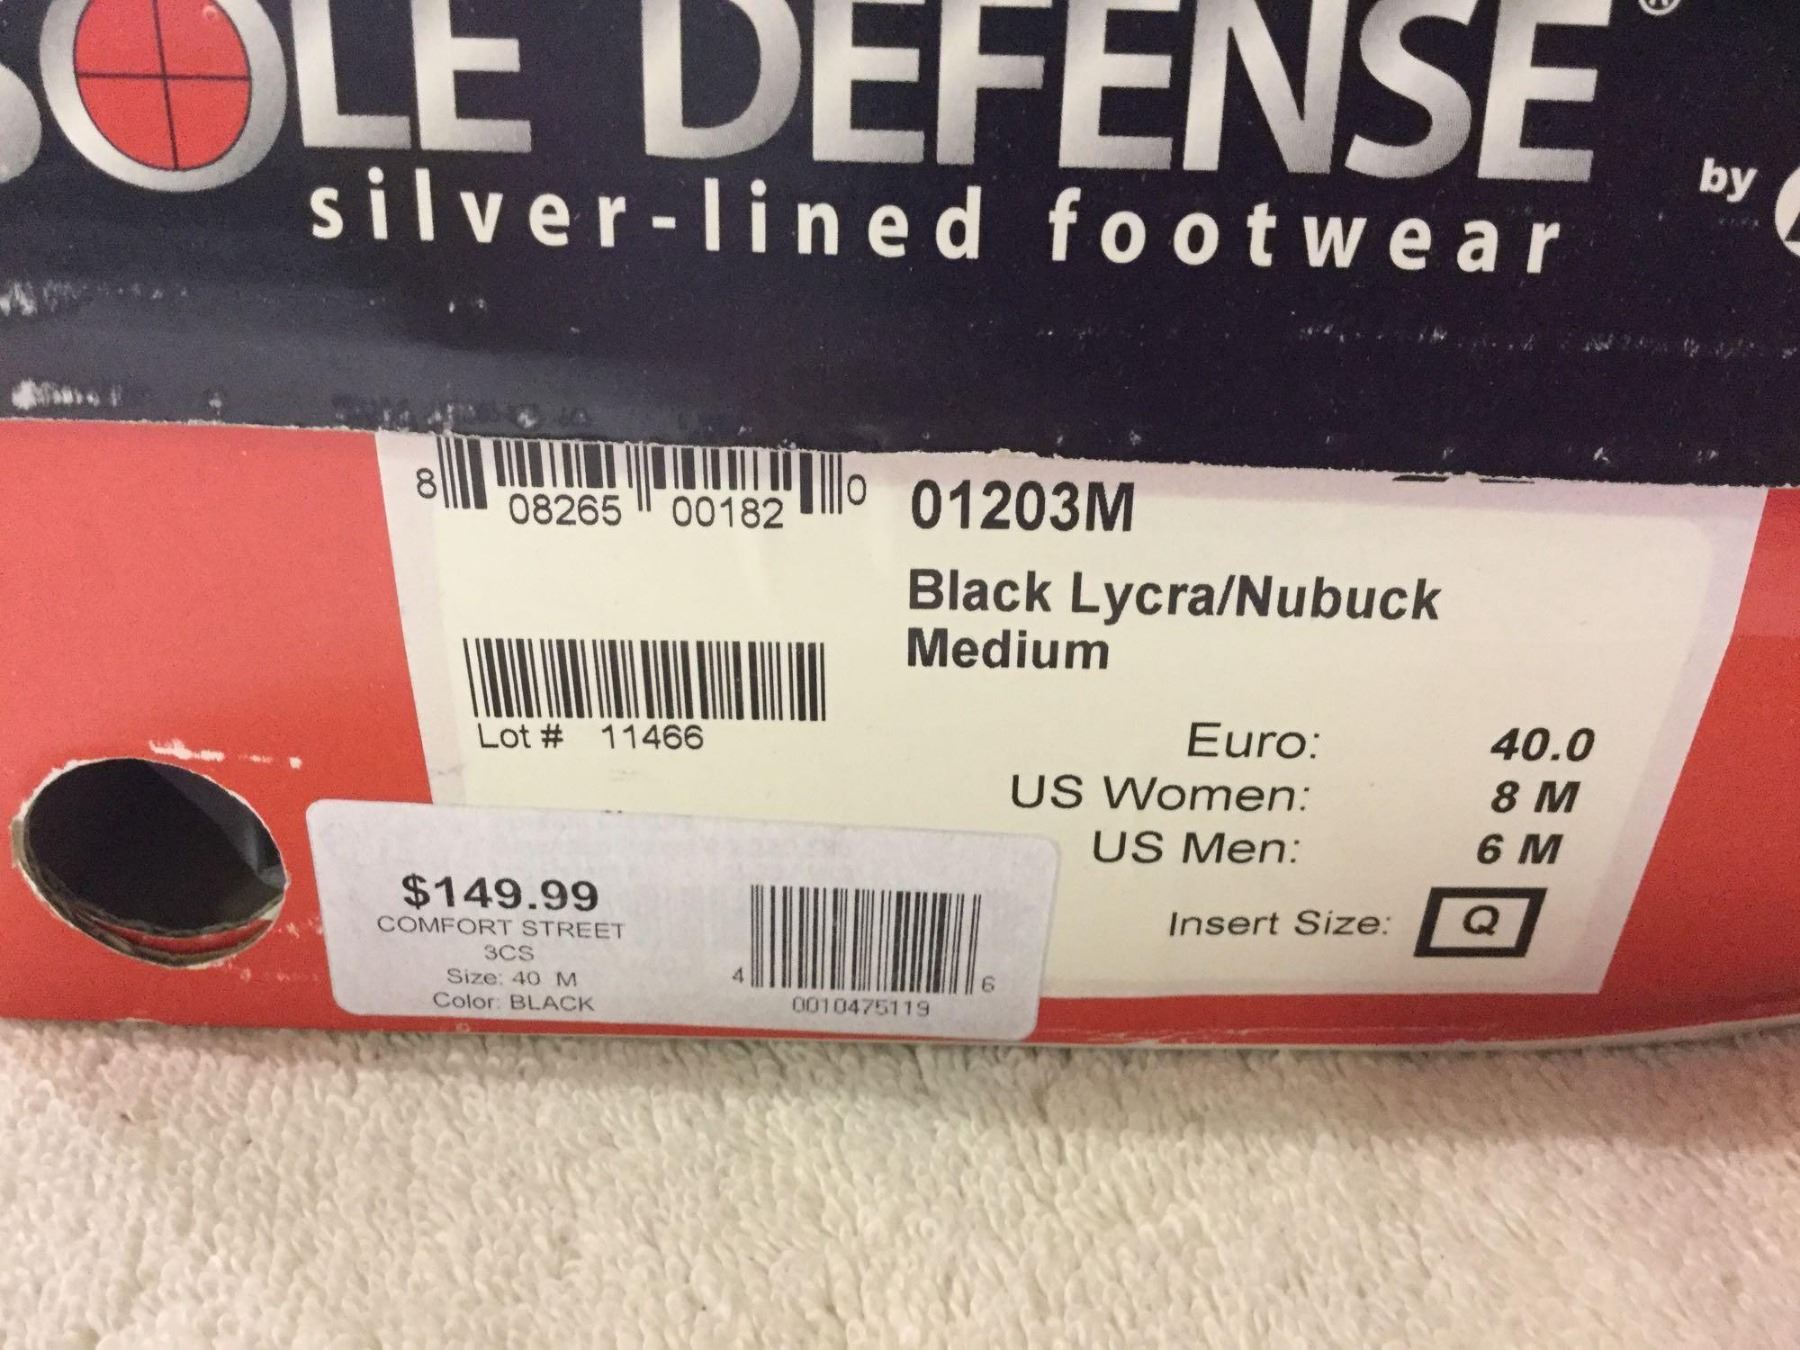 SOLE DEFENSE®
silver-lined footwear
by
8 08265 00182 0
01203M
Black Lycra/Nubuck
Medium
Lot # 11466
Euro: 40.0
US Women: 8 M
US Men: 6 M
Insert Size: Q
$149.99
COMFORT STREET
3CS
Size: 40 M
Color: BLACK
4 0010475119 6